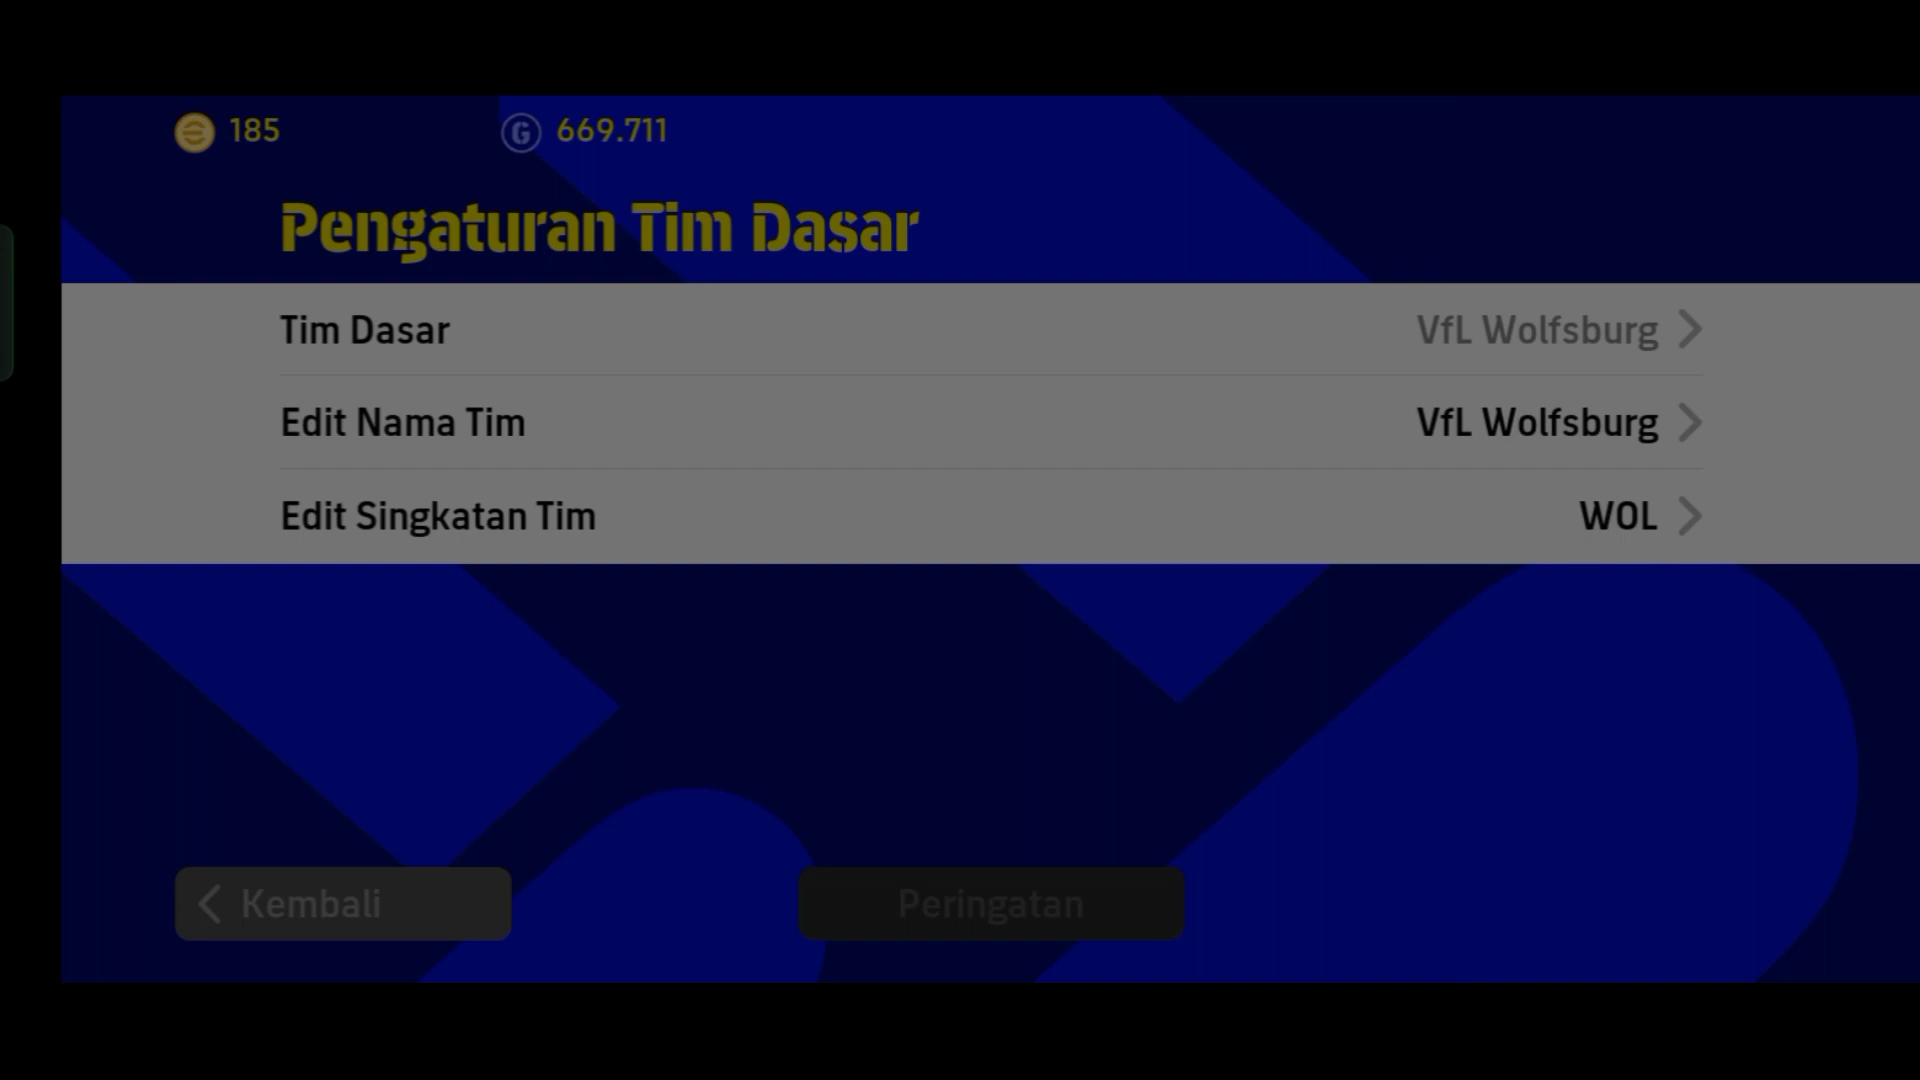 185
669.711
Pengaturan Tim Dasar
Tim Dasar
VfL Wolfsburg
Edit Nama Tim
VfL Wolfsburg
Edit Singkatan Tim
WOL
Kembali
Peringatan